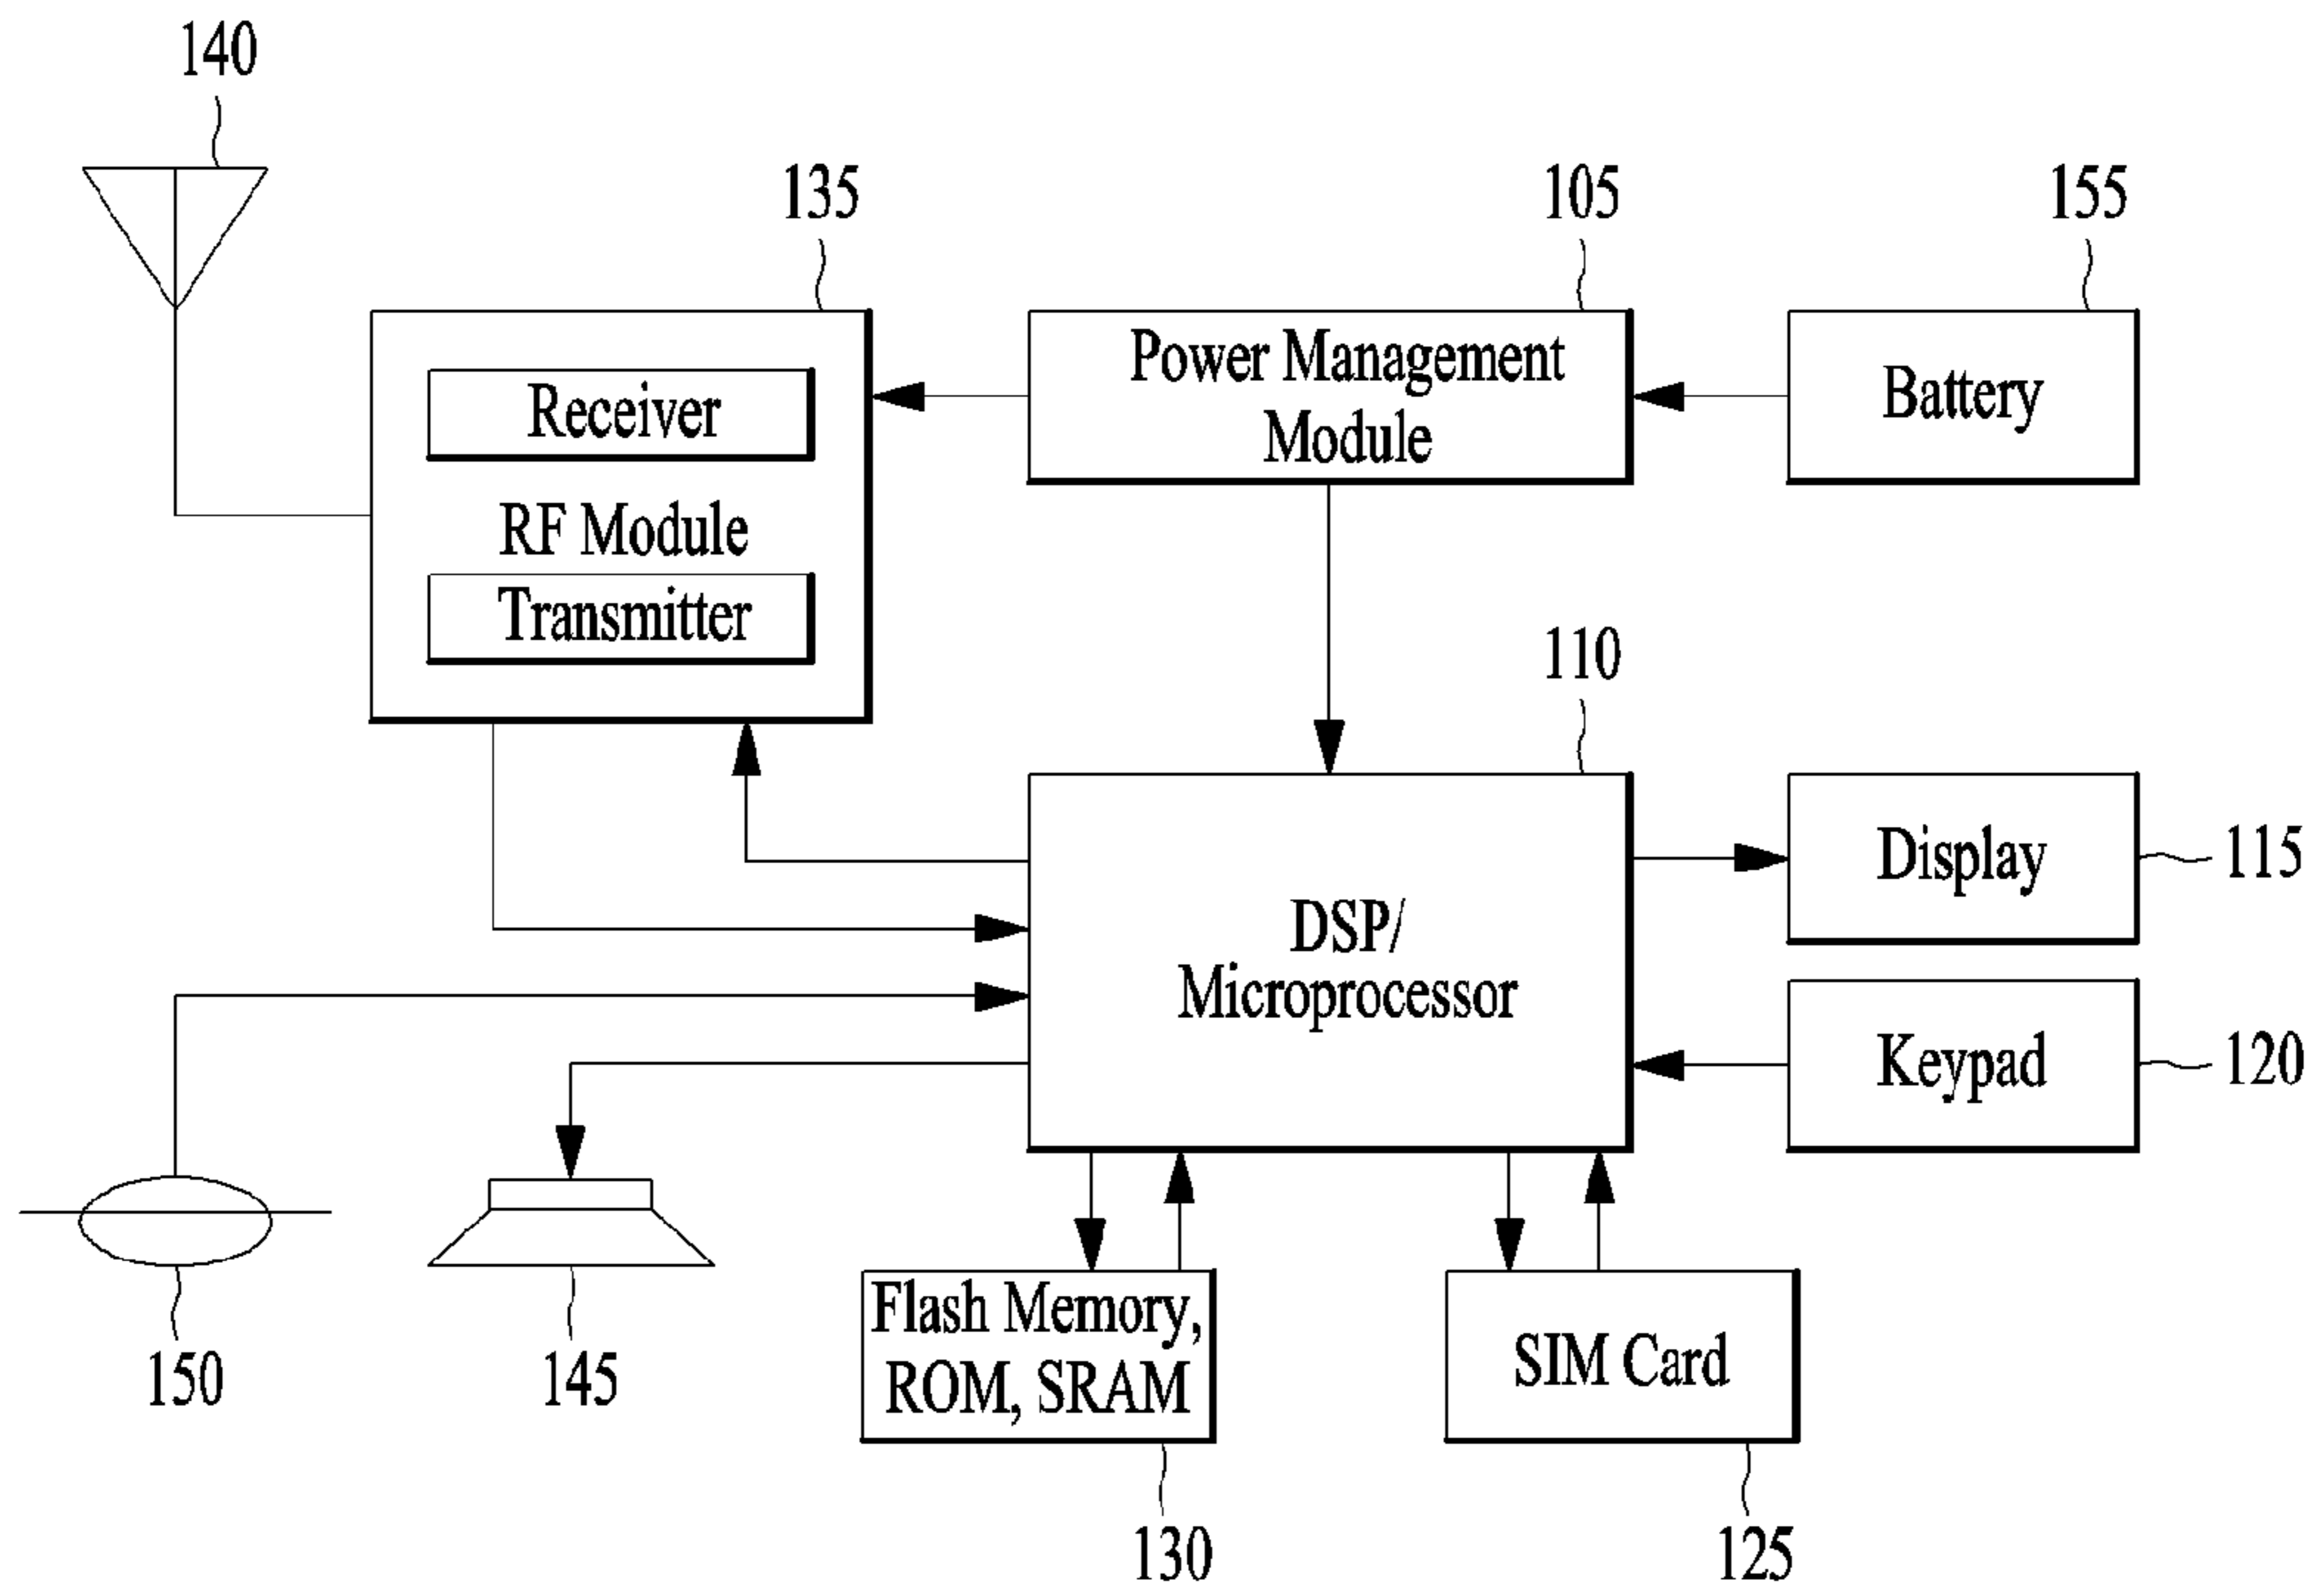 140
135
105
155
Receiver
RF Module
Transmitter
Power Management
Module
Battery
110
DSP/
Microprocessor
Display
115
Keypad
120
150
145
Flash Memory,
ROM, SRAM
SIM Card
130
125